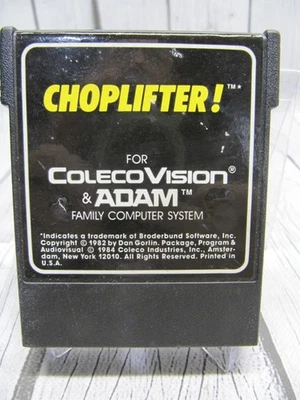 CHOPLIFTER!™*
FOR
COLECOVISION®
& ADAM™
FAMILY COMPUTER SYSTEM
*Indicates a trademark of Broderbund Software, Inc.
Copyright © 1982 by Dan Gorlin. Package, Program &
Audiovisual © 1984 Coleco Industries, Inc., Amster-
dam, New York 12010. All Rights Reserved. Printed in
U.S.A.